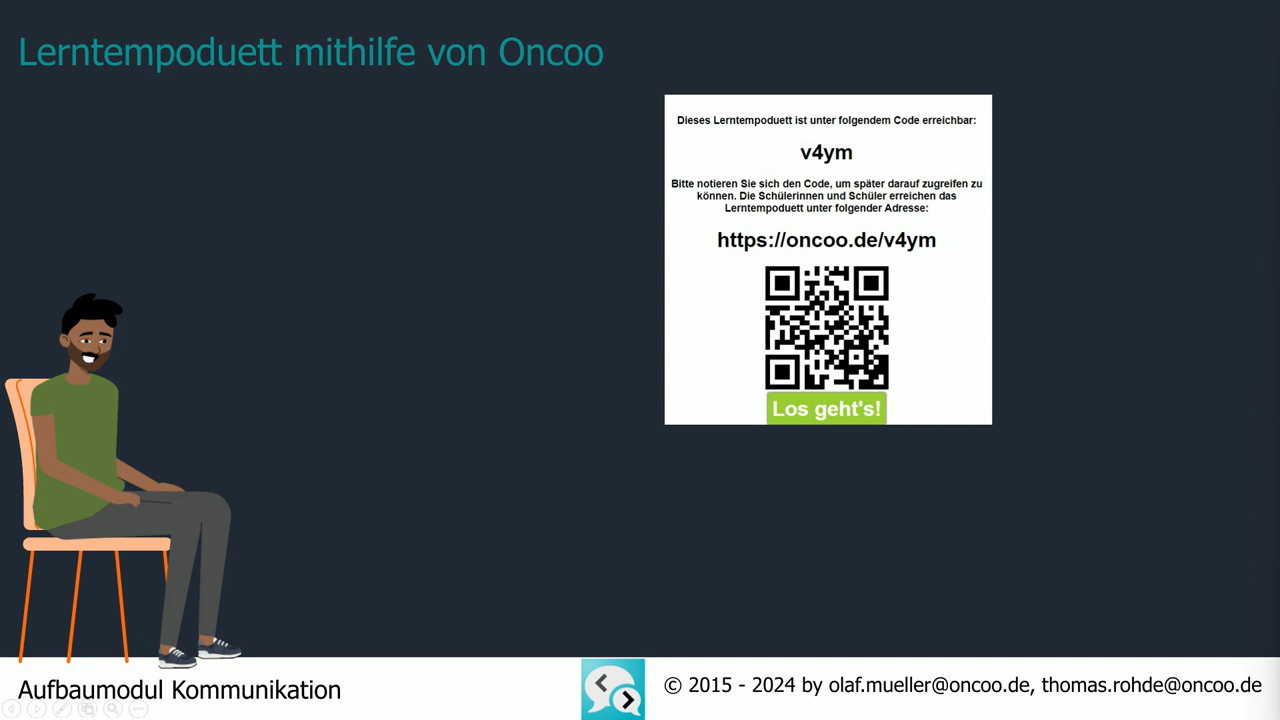 Lerntempoduett mithilfe von Oncoo
Dieses Lerntempoduett ist unter folgendem Code erreichbar:
v4ym
Bitte notieren Sie sich den Code, um später darauf zugreifen zu
können. Die Schülerinnen und Schüler erreichen das
Lerntempoduett unter folgender Adresse:
https://oncoo.de/v4ym
Los geht's!
Aufbaumodul Kommunikation
© 2015 - 2024 by olaf.mueller@oncoo.de, thomas.rohde@oncoo.de